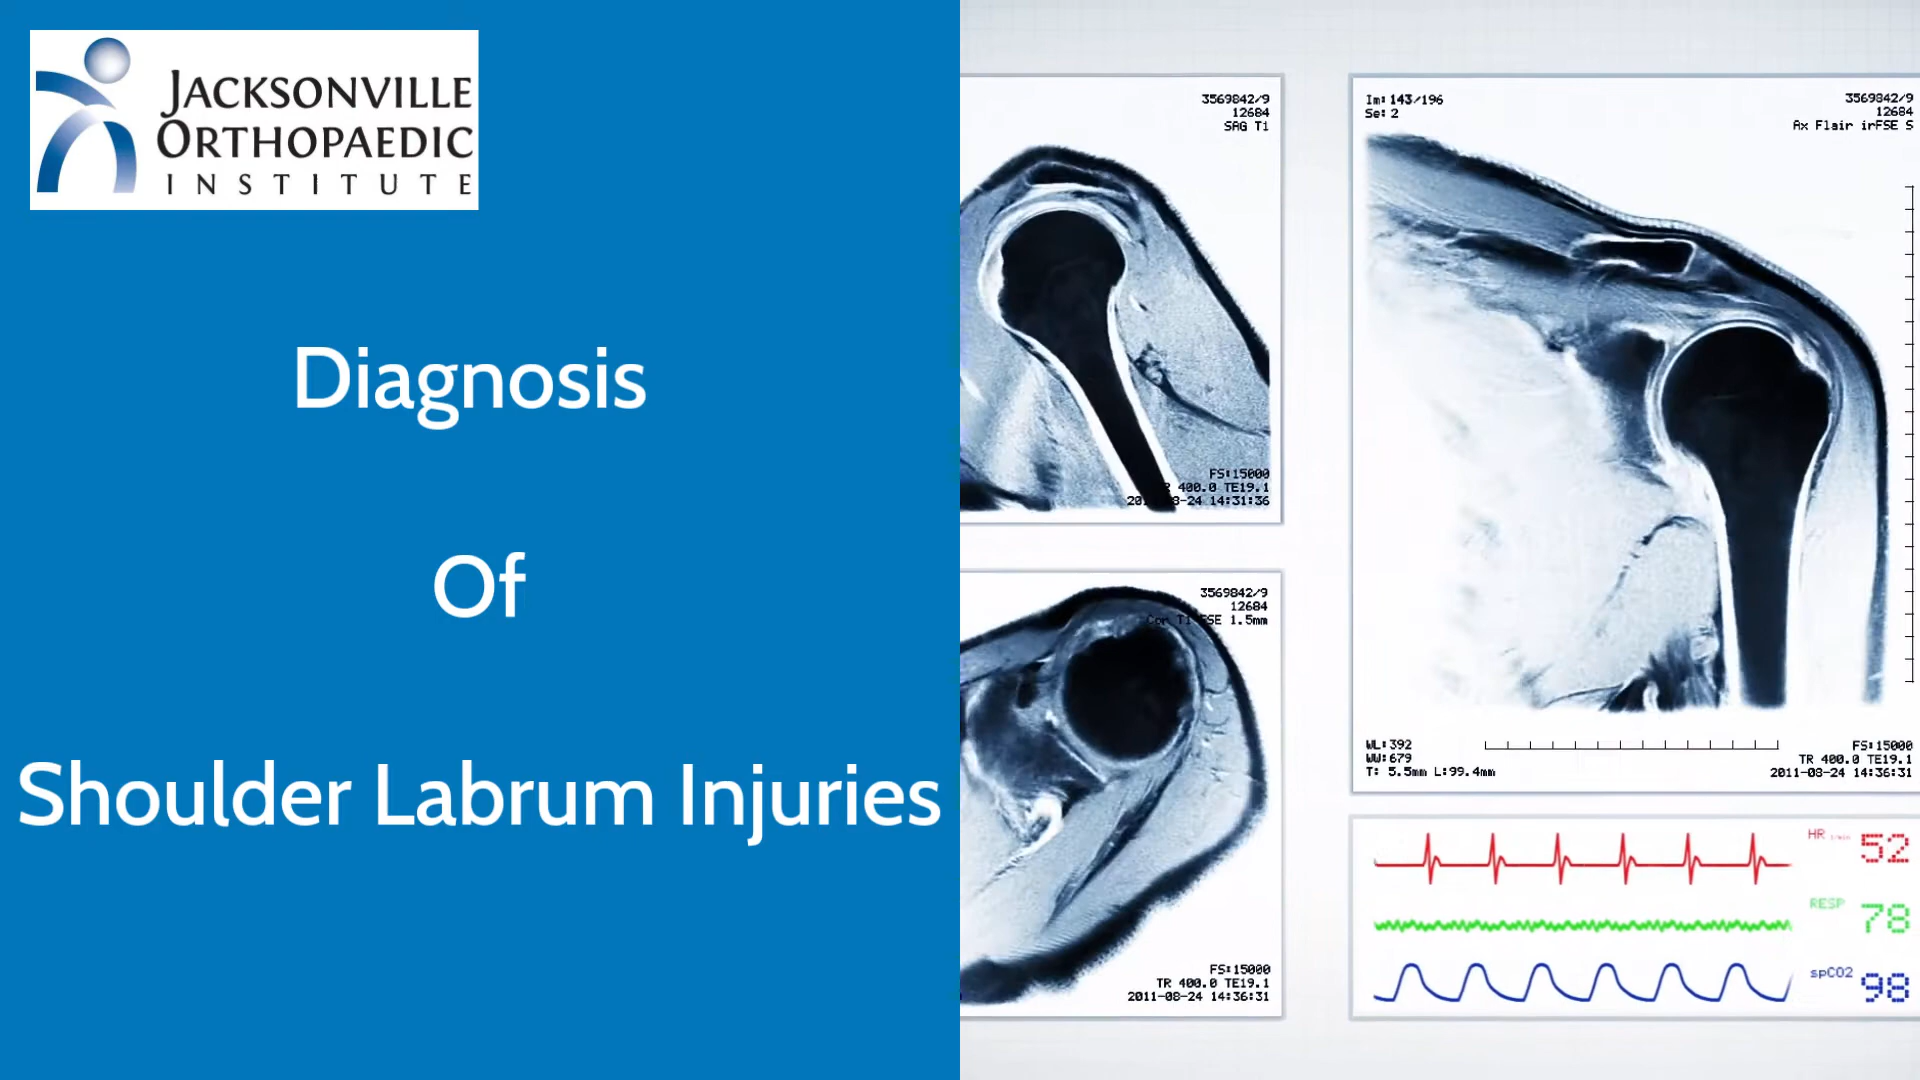 JACKSONVILLE
ORTHOPAEDIC
INSTITUTE
Diagnosis
Of
Shoulder Labrum Injuries
3569842/9
12684
SAG T1
FS:15000
TR 400.0 TE19.1
14:31:36
3569842/9
12684
Cor T1 FSE 1.5mm
FS:15000
TR 400.0 TE19.1
2011-08-24 14:36:31
Im: 143/196
Se: 2
3569842/9
12684
Ax Flair irFSE S
WL: 392
WW: 679
T: 5.5mm L:99.4mm
FS:15000
TR 400.0 TE19.1
2011-08-24 14:36:31
HR
52
RESP
78
spCO2
98